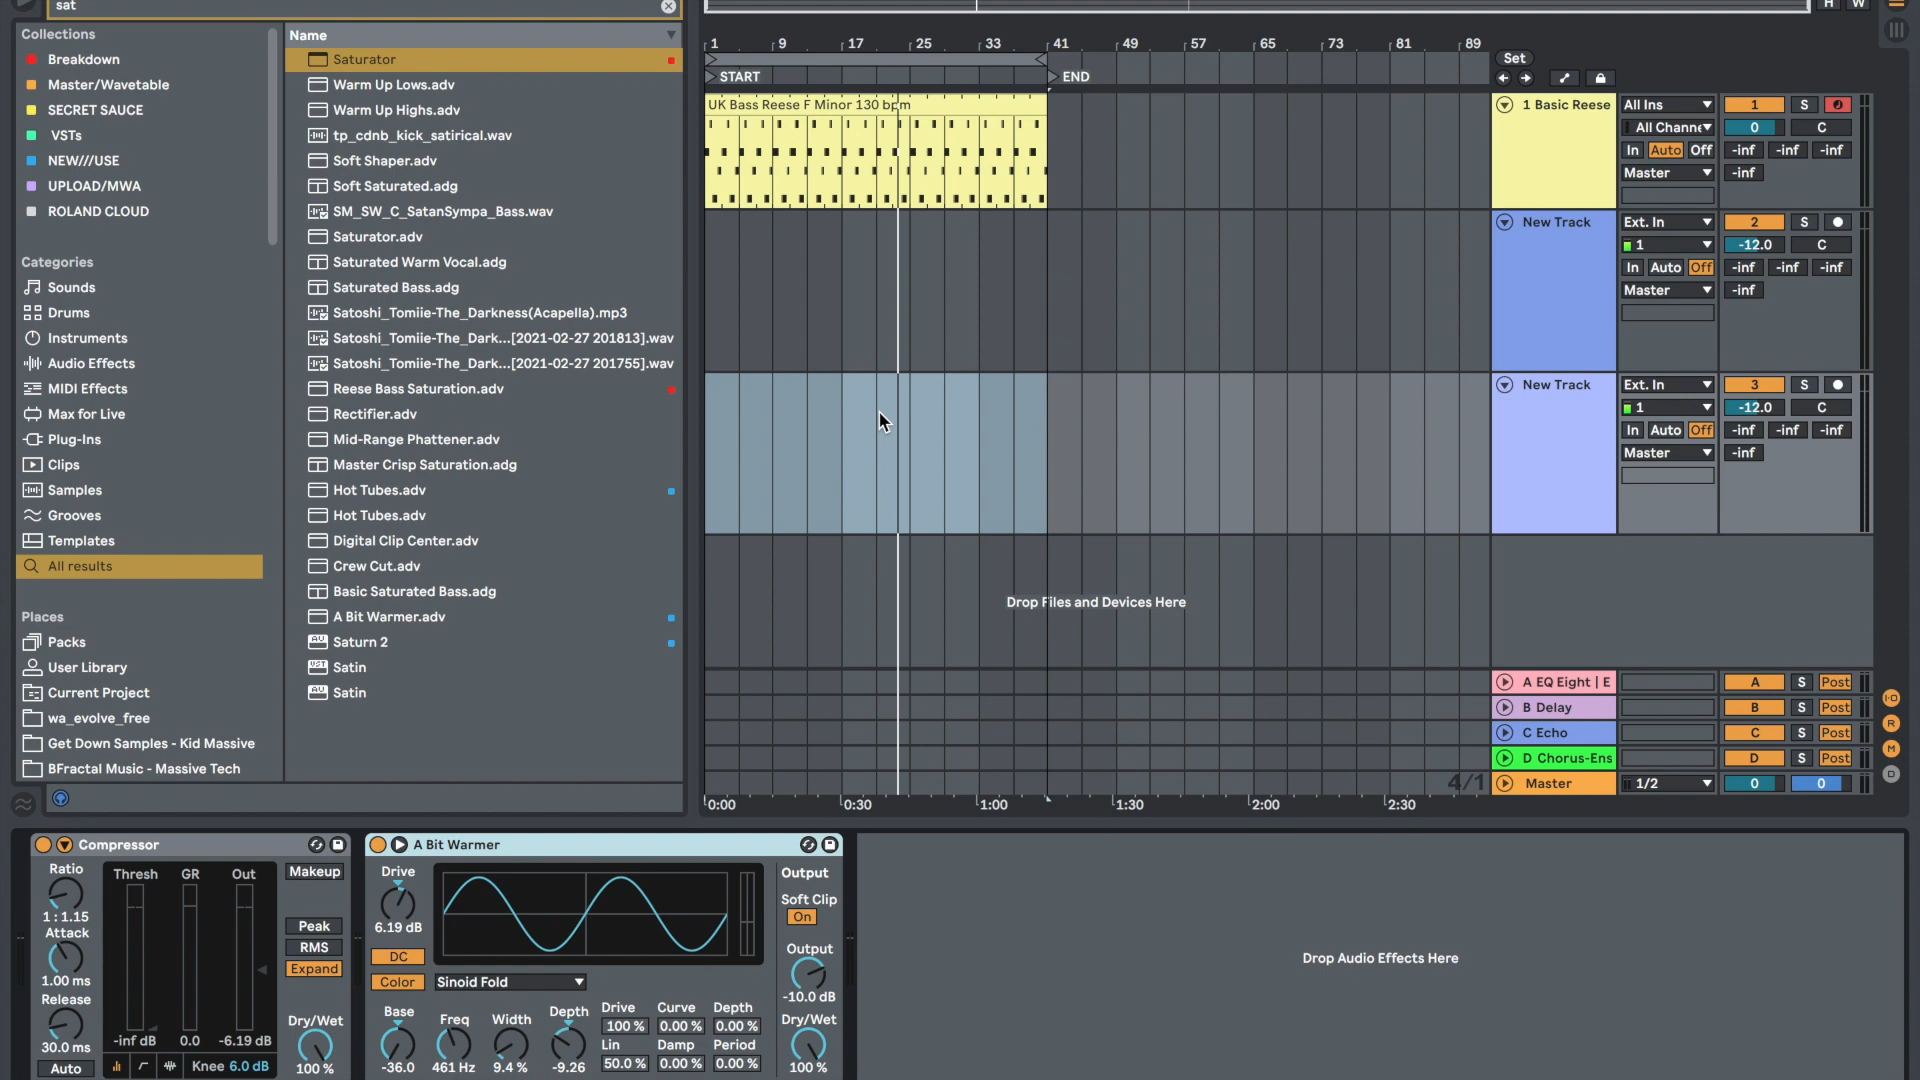 sat
Collections
Breakdown
Master/Wavetable
SECRET SAUCE
VSTs
NEW///USE
UPLOAD/MWA
ROLAND CLOUD
Categories
Sounds
Drums
Instruments
Audio Effects
MIDI Effects
Max for Live
Plug-Ins
Clips
Samples
Grooves
Templates
All results
Places
Packs
User Library
Current Project
wa_evolve_free
Get Down Samples - Kid Massive
BFractal Music - Massive Tech
Name
Saturator
Warm Up Lows.adv
Warm Up Highs.adv
tp_cdnb_kick_satirical.wav
Soft Shaper.adv
Soft Saturated.adg
SM_SW_C_SatanSympa_Bass.wav
Saturator.adv
Saturated Warm Vocal.adg
Saturated Bass.adg
Satoshi_Tomiie-The_Darkness(Acapella).mp3
Satoshi_Tomiie-The_Dark...[2021-02-27 201813].wav
Satoshi_Tomiie-The_Dark...[2021-02-27 201755].wav
Reese Bass Saturation.adv
Rectifier.adv
Mid-Range Phattener.adv
Master Crisp Saturation.adg
Hot Tubes.adv
Hot Tubes.adv
Digital Clip Center.adv
Crew Cut.adv
Basic Saturated Bass.adg
A Bit Warmer.adv
AU Saturn 2
VST Satin
AU Satin
H W
1 9 17 25 33 41 49 57 65 73 81 89
Set
START END
UK Bass Reese F Minor 130 bpm
1 Basic Reese All Ins 1 S
All Channe 0 C
In Auto Off -inf -inf -inf
Master -inf
New Track Ext. In 2 S
1 -12.0 C
In Auto Off -inf -inf -inf
Master -inf
New Track Ext. In 3 S
1 -12.0 C
In Auto Off -inf -inf -inf
Master -inf
Drop Files and Devices Here
A EQ Eight | E A S Post
B Delay B S Post
C Echo C S Post
D Chorus-Ens D S Post
4/1 Master 1/2 0 0
I·O
R
M
D
0:00 0:30 1:00 1:30 2:00 2:30
Compressor
Ratio
1 : 1.15
Attack
1.00 ms
Release
30.0 ms
Auto
Thresh GR Out
-inf dB 0.0 -6.19 dB
Knee 6.0 dB
Makeup
Peak
RMS
Expand
Dry/Wet
100 %
A Bit Warmer
Drive
6.19 dB
DC
Color Sinoid Fold
Base Freq Width Depth
-36.0 461 Hz 9.4 % -9.26
Drive Curve Depth
100 % 0.00 % 0.00 %
Lin Damp Period
50.0 % 0.00 % 0.00 %
Output
Soft Clip
On
Output
-10.0 dB
Dry/Wet
100 %
Drop Audio Effects Here